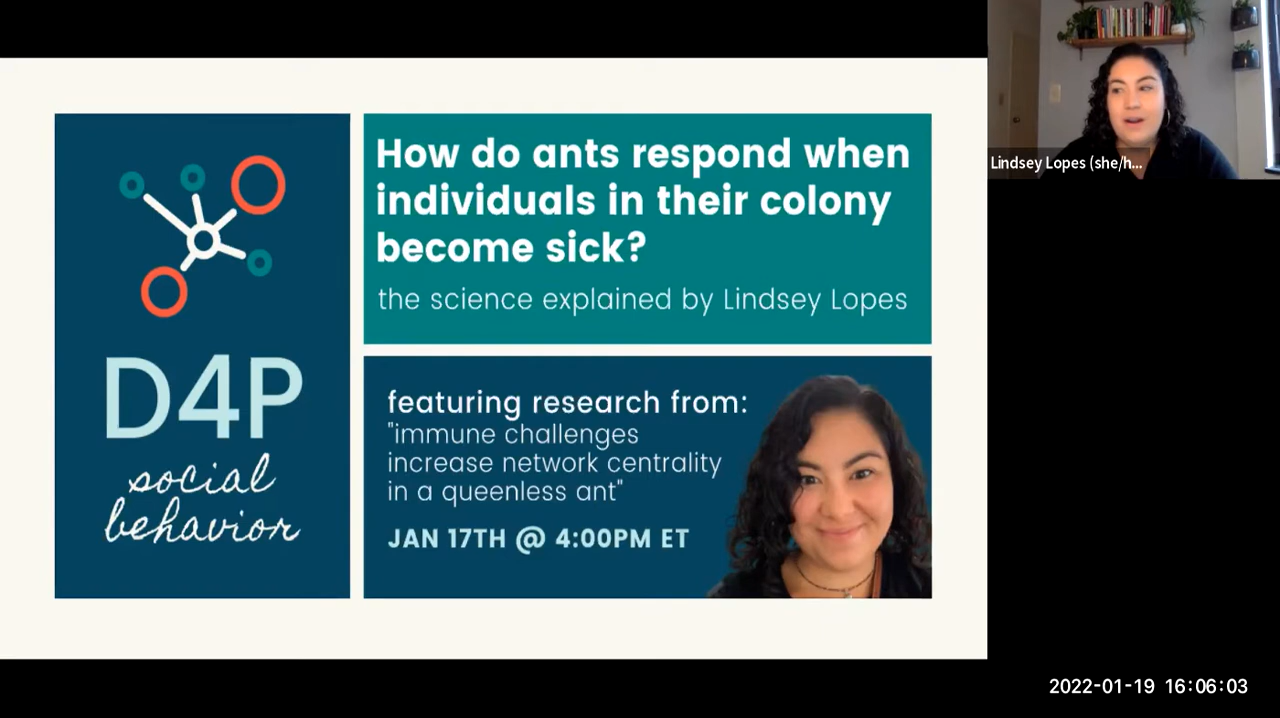 D4P
social
behavior
How do ants respond when
individuals in their colony
become sick?
the science explained by Lindsey Lopes
featuring research from:
"immune challenges
increase network centrality
in a queenless ant"
JAN 17TH @ 4:00PM ET
Lindsey Lopes (she/h...
2022-01-19 16:06:03